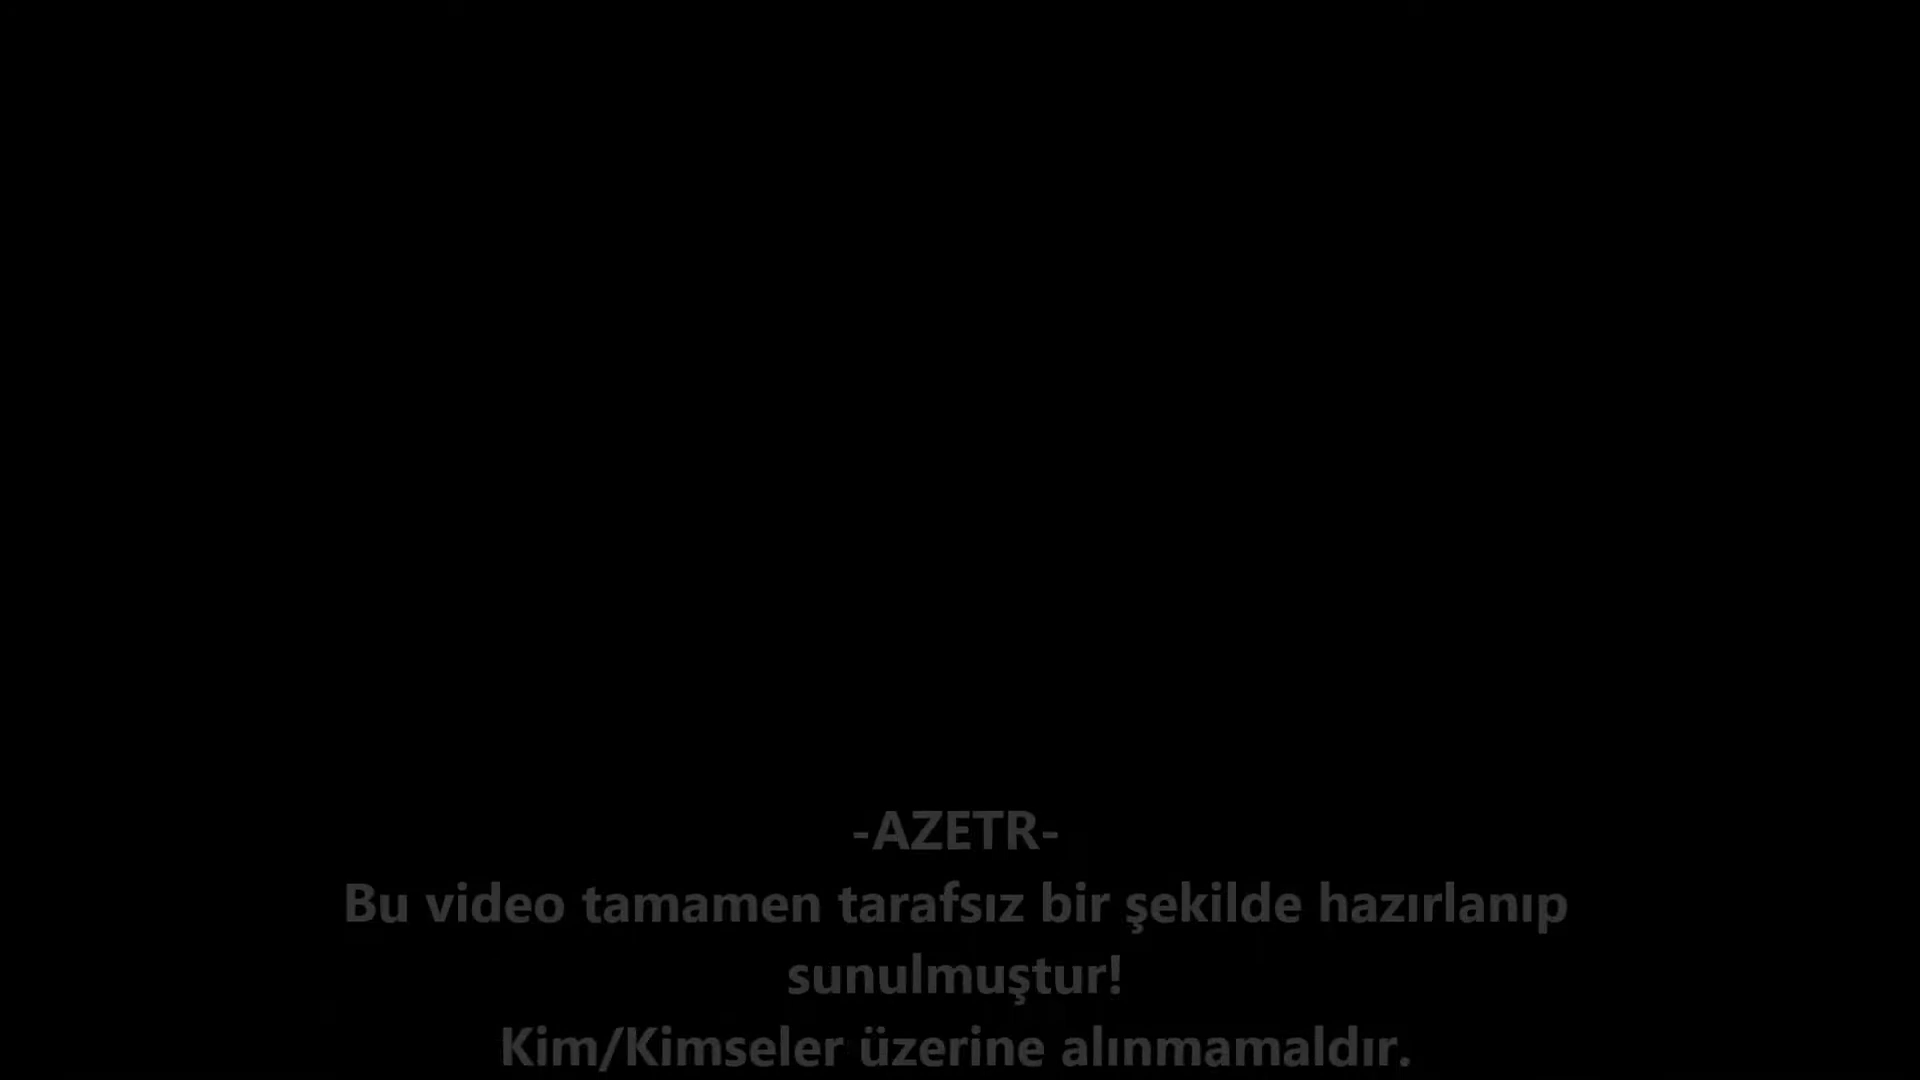 -AZETR-
Bu video tamamen tarafsız bir şekilde hazırlanıp
sunulmuştur!
Kim/Kimseler üzerine alınmamaldır.